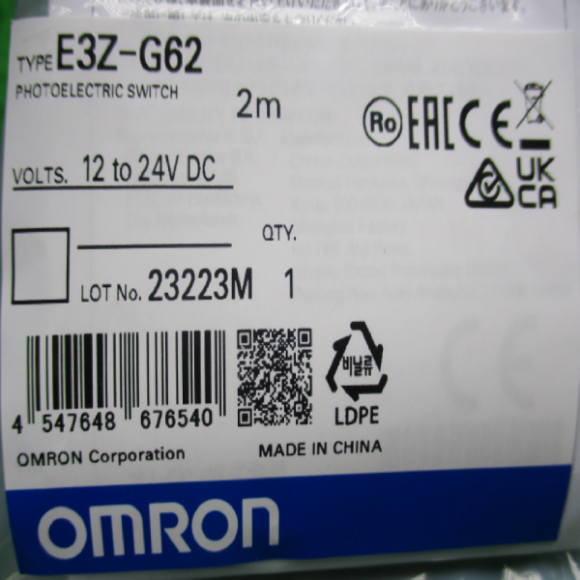 TYPE E3Z-G62
PHOTOELECTRIC SWITCH
2m
Ro EAC CE
UK
CA
VOLTS. 12 to 24V DC
QTY.
LOT No. 23223M 1
4 547648 676540
비닐류
LDPE
OMRON Corporation
MADE IN CHINA
OMRON